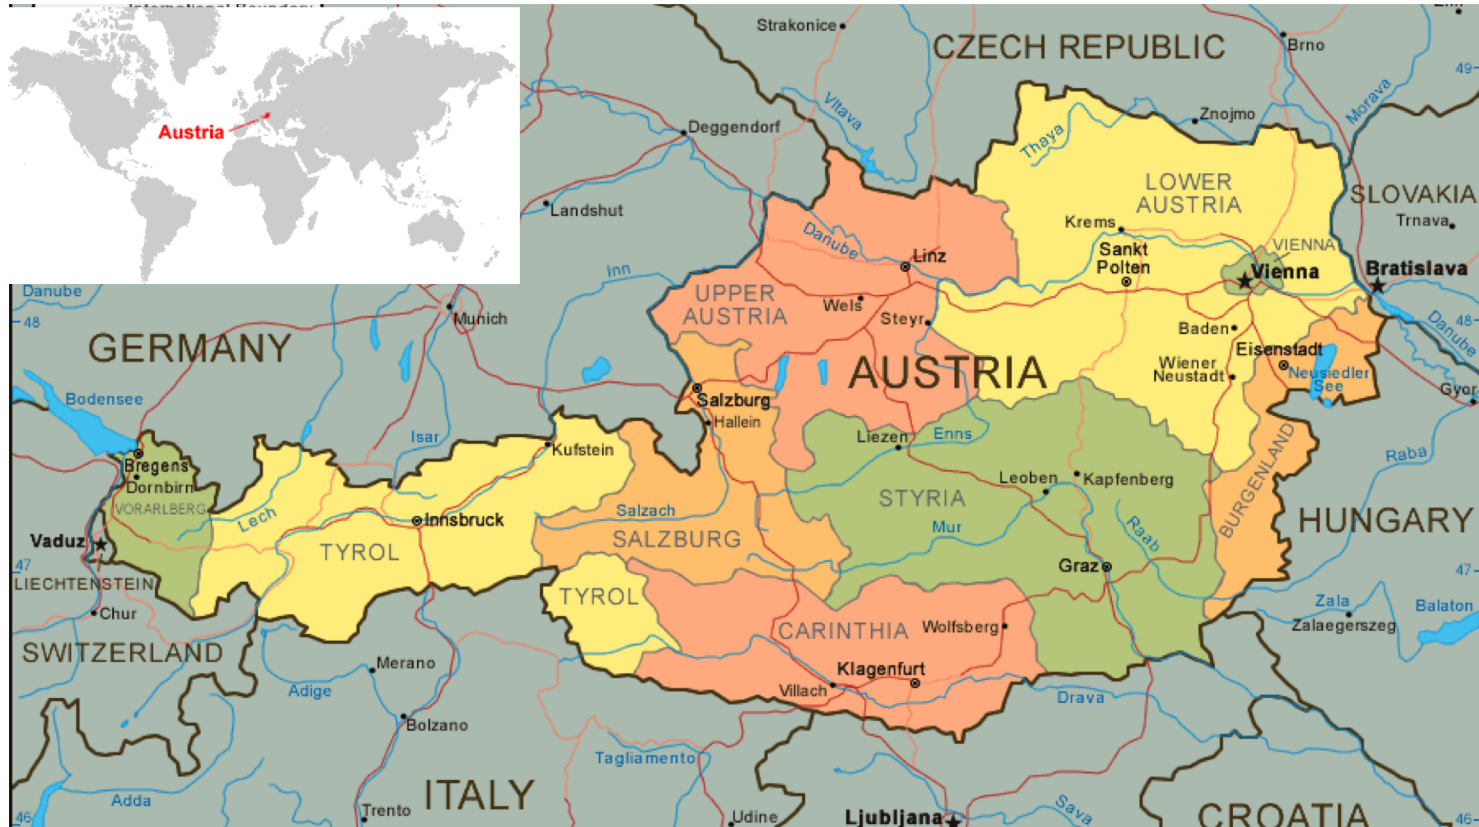 International Boundary
Austria
Strakonice
CZECH REPUBLIC
Brno
49
Vltava
Morava
Deggendorf
Znojmo
Thaya
LOWER
AUSTRIA
SLOVAKIA
Landshut
Trnava
Krems
Danube
Sankt
Polten
VIENNA
Linz
Vienna
Bratislava
Inn
Danube
UPPER
AUSTRIA
Wels
Steyr
48
Munich
Baden
48
Danube
GERMANY
Eisenstadt
Wiener
Neustadt
Neusiedler
See
AUSTRIA
Gyor
Bodensee
Salzburg
Hallein
Isar
Liezen
Enns
Kufstein
BURGENLAND
Raba
Bregens
Dornbirn
VORARLBERG
Leoben
Kapfenberg
STYRIA
Lech
Innsbruck
Salzach
Mur
Raab
HUNGARY
Vaduz
TYROL
SALZBURG
47
Graz
47
LIECHTENSTEIN
TYROL
Chur
Zala
Balaton
Zalaegerszeg
CARINTHIA
Wolfsberg
SWITZERLAND
Merano
Klagenfurt
Villach
Adige
Drava
Bolzano
Tagliamento
ITALY
Adda
Trento
Udine
Ljubljana
Sava
CROATIA
46
46